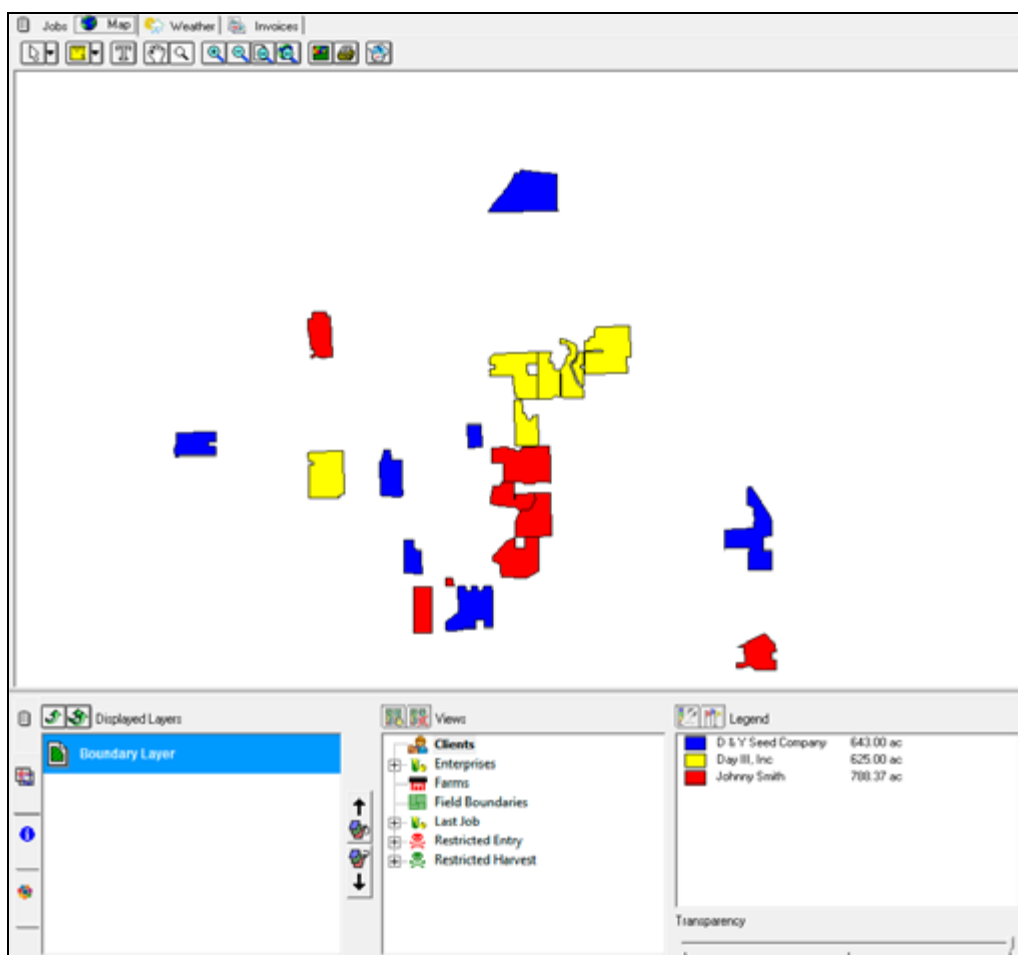 Jobs Map Weather Invoices
Displayed Layers
Boundary Layer
Views
Clients
Enterprises
Farms
Field Boundaries
Last Job
Restricted Entry
Restricted Harvest
Legend
D & Y Seed Company 643.00 ac
Day III, Inc 625.00 ac
Johnny Smith 788.37 ac
Transparency